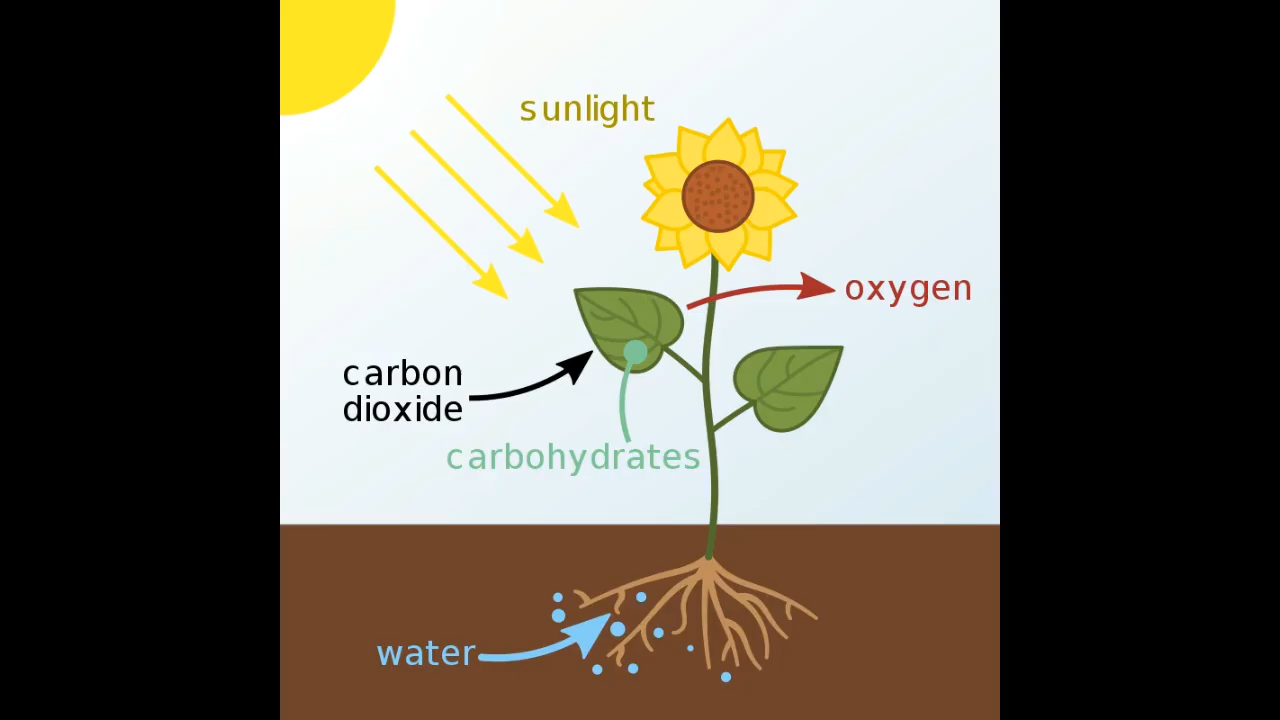 sunlight
oxygen
carbon
dioxide
carbohydrates
water